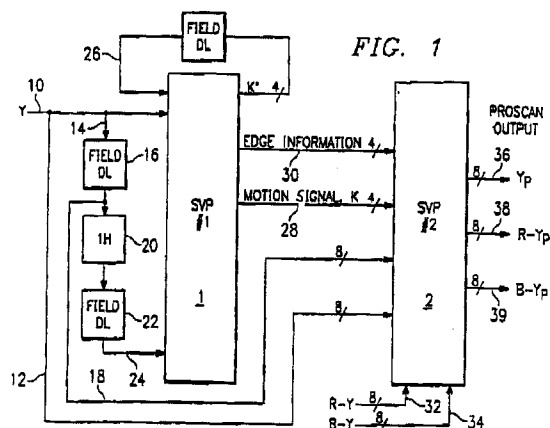 FIG. 1
FIELD
DL
26
K"
4
10
Y
14
FIELD
DL
16
EDGE INFORMATION 4
30
MOTION SIGNAL, K 4
28
SVP
#1
1
1H
20
FIELD
DL
22
24
12
18
8
8
SVP
#2
2
PROSCAN
OUTPUT
8 36
Yp
8 38
R-Yp
8 39
B-Yp
R-Y 8 32
R-Y 8 34